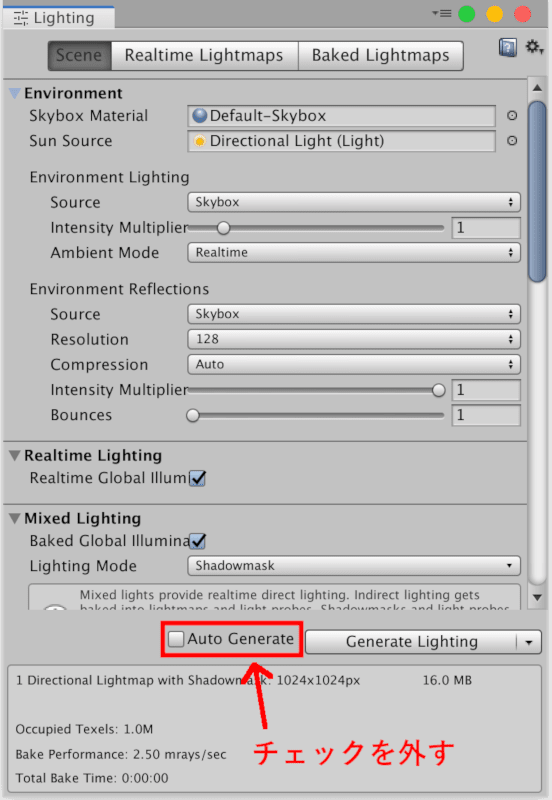 Lighting
Scene Realtime Lightmaps Baked Lightmaps
Environment
Skybox Material Default-Skybox
Sun Source Directional Light (Light)
Environment Lighting
Source Skybox
Intensity Multiplier 1
Ambient Mode Realtime
Environment Reflections
Source Skybox
Resolution 128
Compression Auto
Intensity Multiplier 1
Bounces 1
Realtime Lighting
Realtime Global Illum
Mixed Lighting
Baked Global Illumina
Lighting Mode Shadowmask
Mixed lights provide realtime direct lighting. Indirect lighting gets
baked into lightmaps and light probes. Shadowmasks and light probes
Auto Generate Generate Lighting
1 Directional Lightmap with Shadowmask: 1024x1024px 16.0 MB
Occupied Texels: 1.0M
Bake Performance: 2.50 mrays/sec
Total Bake Time: 0:00:00
チェックを外す